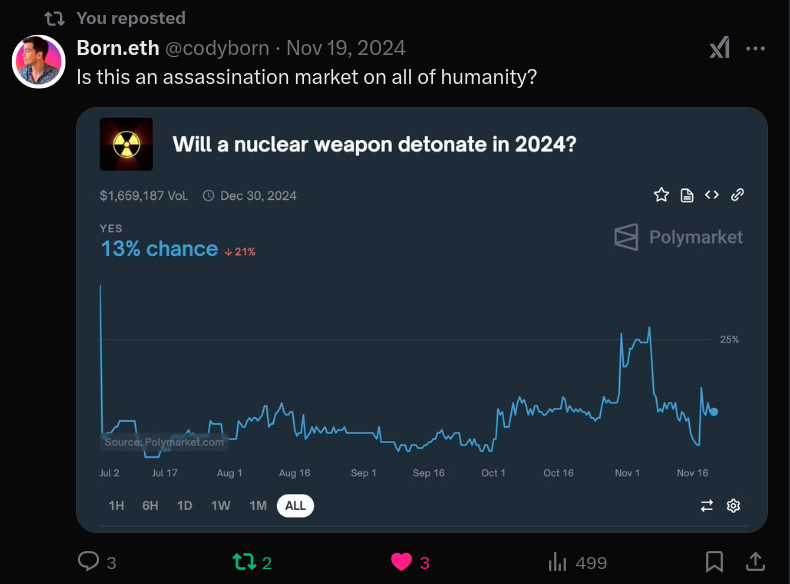 You reposted
Born.eth @codyborn · Nov 19, 2024
Is this an assassination market on all of humanity?
Will a nuclear weapon detonate in 2024?
$1,659,187 Vol. Dec 30, 2024
YES
13% chance ↓21%
Polymarket
25%
Source: Polymarket.com
Jul 2 Jul 17 Aug 1 Aug 16 Sep 1 Sep 16 Oct 1 Oct 16 Nov 1 Nov 16
1H 6H 1D 1W 1M ALL
3 2 3 499